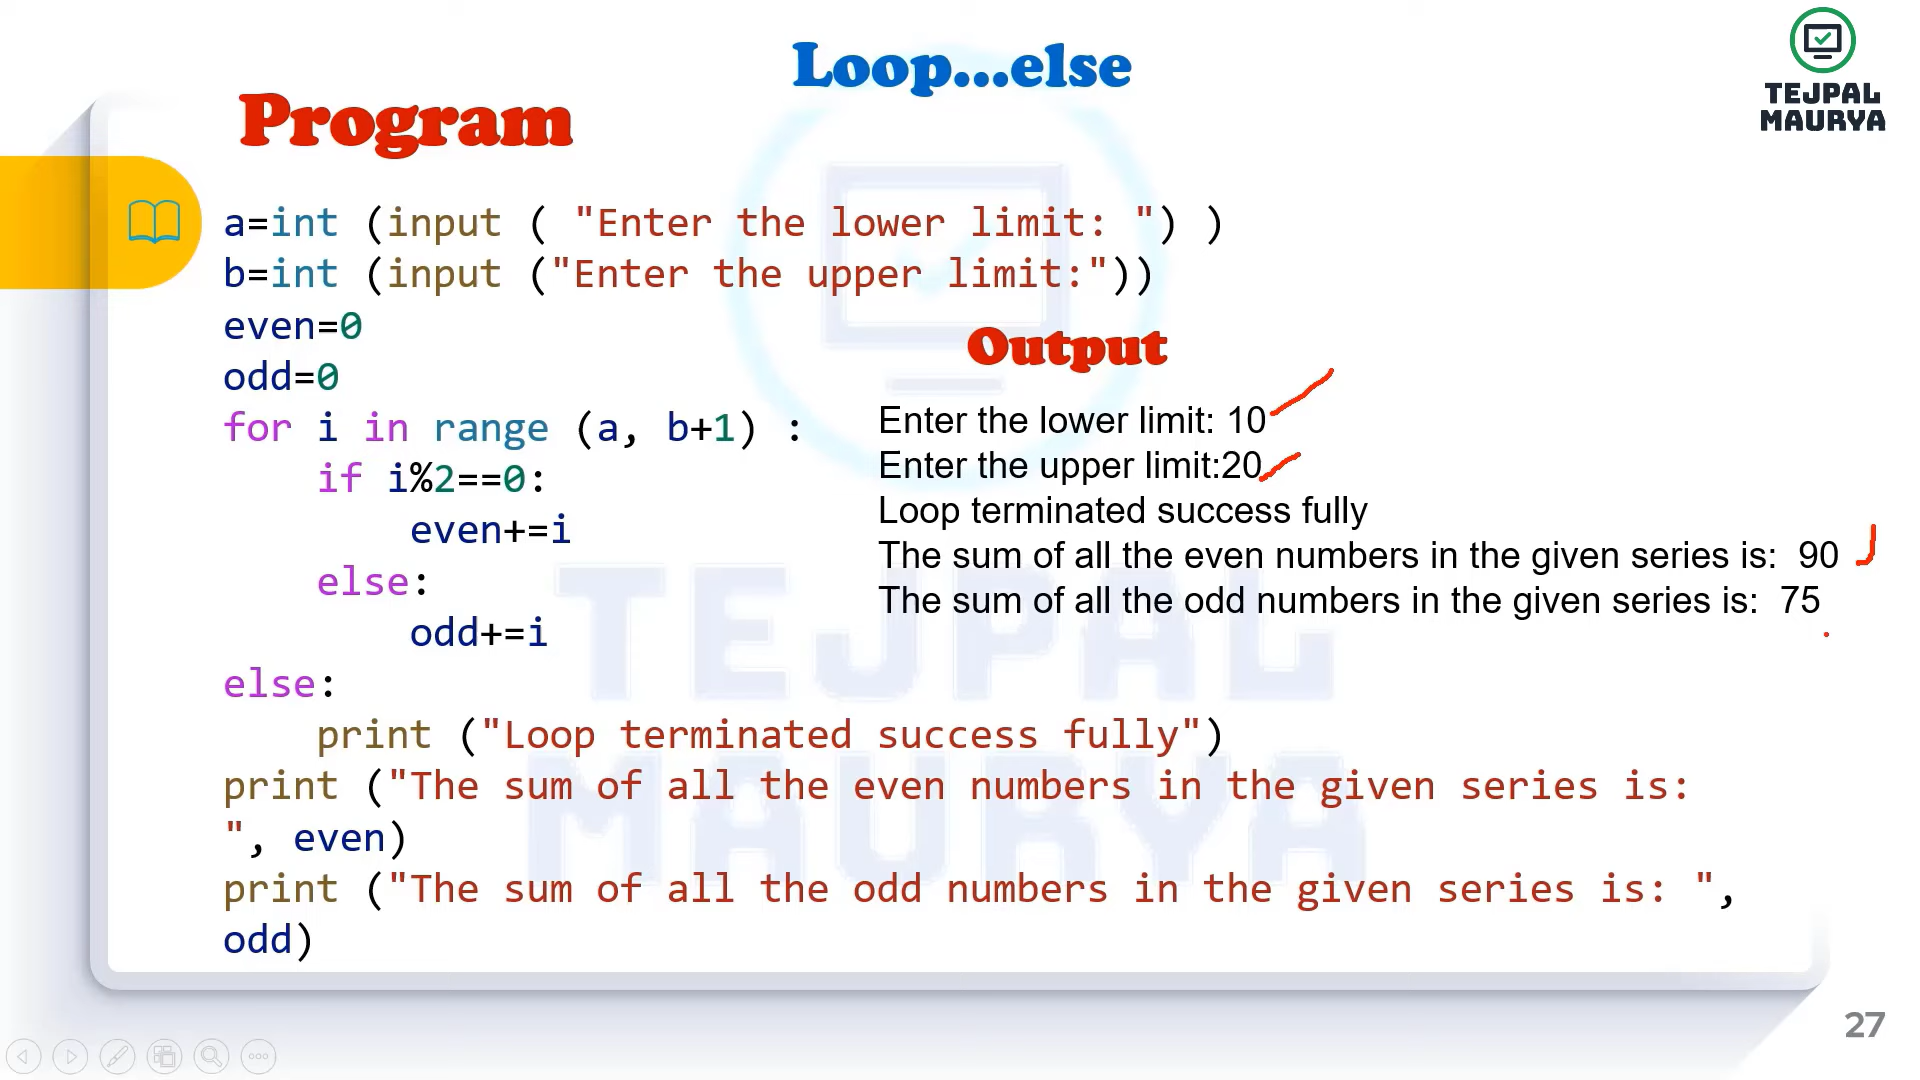 Loop...else
TEJPAL
MAURYA
Program
a=int (input ( "Enter the lower limit: ") )
b=int (input ("Enter the upper limit:"))
even=0
odd=0
for i in range (a, b+1) :
    if i%2==0:
        even+=i
    else:
        odd+=i
else:
    print ("Loop terminated success fully")
print ("The sum of all the even numbers in the given series is:
", even)
print ("The sum of all the odd numbers in the given series is: ",
odd)
Output
Enter the lower limit: 10
Enter the upper limit:20
Loop terminated success fully
The sum of all the even numbers in the given series is:  90
The sum of all the odd numbers in the given series is:  75
TEJPAL
MAURYA
27